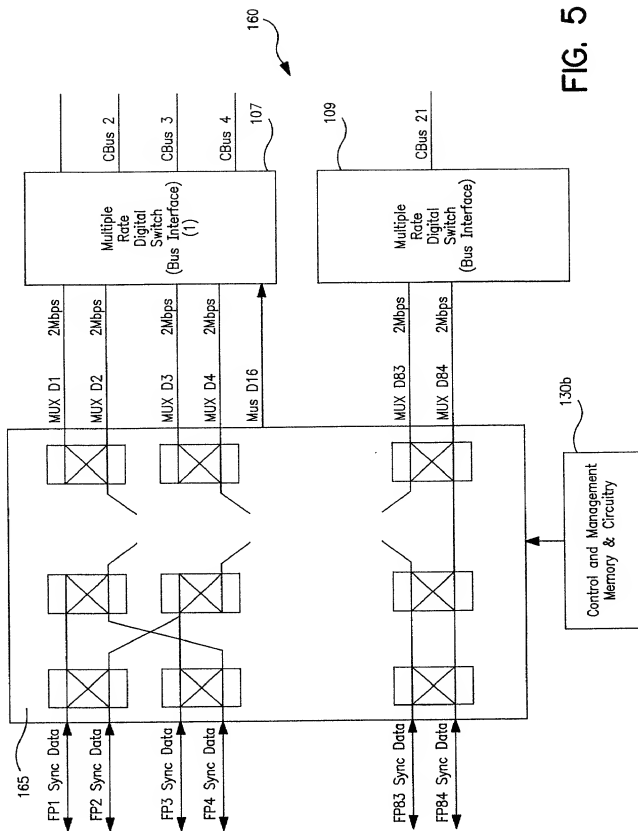 160
FIG. 5
CBus 2
CBus 3
CBus 4
107
CBus 21
109
Multiple
Rate
Digital
Switch
(Bus Interface)
(1)
Multiple
Rate
Digital
Switch
(Bus Interface)
2Mbps
2Mbps
2Mbps
2Mbps
2Mbps
2Mbps
MUX D1
MUX D2
MUX D3
MUX D4
Mus D16
MUX D83
MUX D84
130b
Control and Management
Memory & Circuitry
165
FP1 Sync Data
FP2 Sync Data
FP3 Sync Data
FP4 Sync Data
FP83 Sync Data
FP84 Sync Data